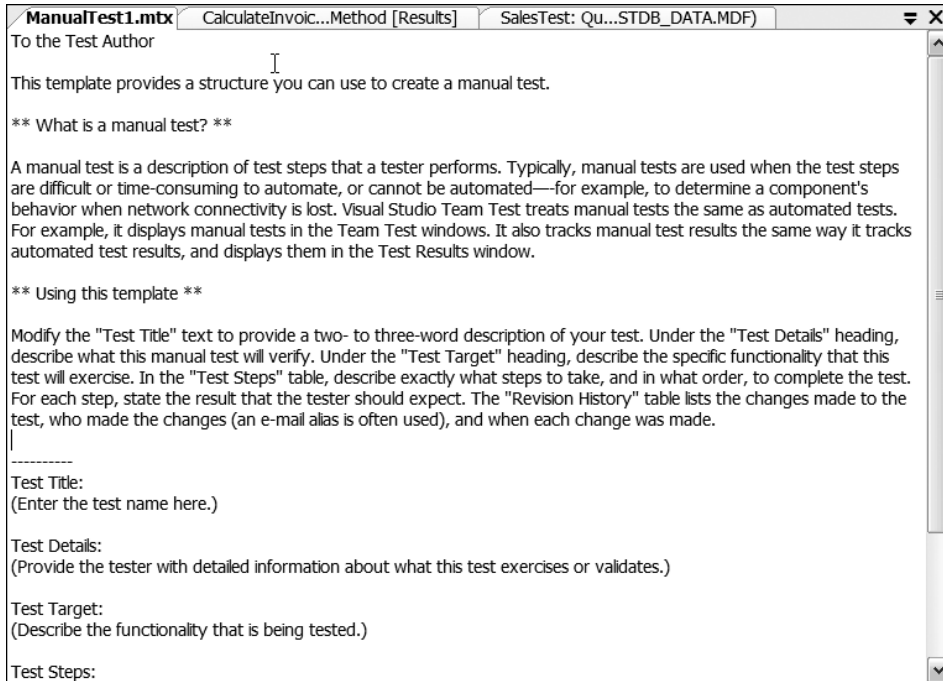 ManualTest1.mtx CalculateInvoic...Method [Results] SalesTest: Qu...STDB_DATA.MDF)
To the Test Author
This template provides a structure you can use to create a manual test.
** What is a manual test? **
A manual test is a description of test steps that a tester performs. Typically, manual tests are used when the test steps
are difficult or time-consuming to automate, or cannot be automated—-for example, to determine a component's
behavior when network connectivity is lost. Visual Studio Team Test treats manual tests the same as automated tests.
For example, it displays manual tests in the Team Test windows. It also tracks manual test results the same way it tracks
automated test results, and displays them in the Test Results window.
** Using this template **
Modify the "Test Title" text to provide a two- to three-word description of your test. Under the "Test Details" heading,
describe what this manual test will verify. Under the "Test Target" heading, describe the specific functionality that this
test will exercise. In the "Test Steps" table, describe exactly what steps to take, and in what order, to complete the test.
For each step, state the result that the tester should expect. The "Revision History" table lists the changes made to the
test, who made the changes (an e-mail alias is often used), and when each change was made.
----------
Test Title:
(Enter the test name here.)
Test Details:
(Provide the tester with detailed information about what this test exercises or validates.)
Test Target:
(Describe the functionality that is being tested.)
Test Steps: